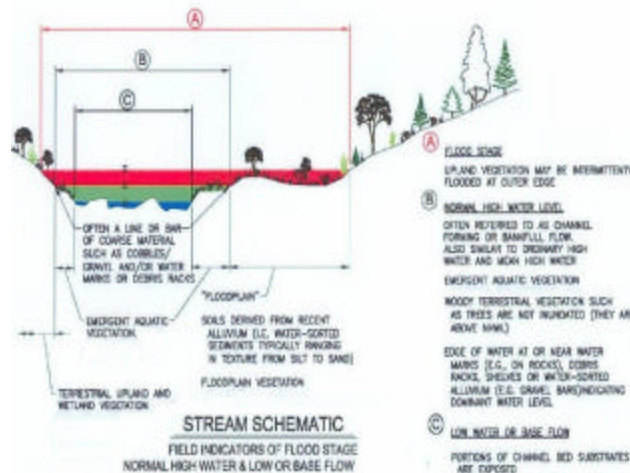 A
B
C
OFTEN A LINE OR BAR
OF COARSE MATERIAL
SUCH AS COBBLES/
GRAVEL AND/OR WATER
MARKS OR DEBRIS RACKS
EMERGENT AQUATIC
VEGETATION.
TERRESTRIAL UPLAND AND
WETLAND VEGETATION
"FLOODPLAIN"
SOILS DERIVED FROM RECENT
ALLUVIUM (I.E. WATER-SORTED
SEDIMENTS TYPICALLY RANGING
IN TEXTURE FROM SILT TO SAND)
FLOODPLAIN VEGETATION
STREAM SCHEMATIC
FIELD INDICATORS OF FLOOD STAGE
NORMAL HIGH WATER & LOW OR BASE FLOW
A FLOOD STAGE
UPLAND VEGETATION MAY BE INTERMITTENTLY
FLOODED AT OUTER EDGE
B NORMAL HIGH WATER LEVEL
OFTEN REFERRED TO AS CHANNEL
FORMING OR BANKFULL FLOW.
ALSO SIMILAR TO ORDINARY HIGH
WATER AND MEAN HIGH WATER
EMERGENT AQUATIC VEGETATION
WOODY TERRESTRIAL VEGETATION SUCH
AS TREES ARE NOT INUNDATED (THEY ARE
ABOVE NHWL)
EDGE OF WATER AT OR NEAR WATER
MARKS (E.G., ON ROCKS), DEBRIS
RACKS, SHELVES OR WATER-SORTED
ALLUVIUM (E.G. GRAVEL BARS)INDICATING
DOMINANT WATER LEVEL
C LOW WATER OR BASE FLOW
PORTIONS OF CHANNEL BED SUBSTRATES
ARE EXPOSED